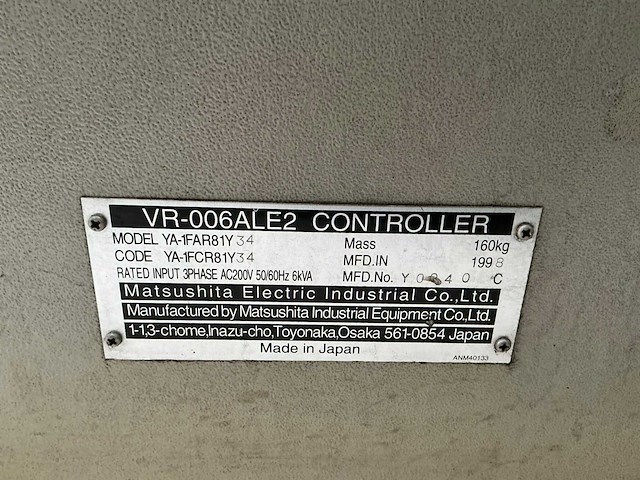 VR-006ALE2 CONTROLLER
MODEL YA-1FAR81Y34 Mass 160kg
CODE YA-1FCR81Y34 MFD.IN 1998
RATED INPUT 3PHASE AC200V 50/60Hz 6kVA MFD.No. Y0840 C
Matsushita Electric Industrial Co.,Ltd.
Manufactured by Matsushita Industrial Equipment Co.,Ltd.
1-1,3-chome,Inazu-cho,Toyonaka,Osaka 561-0854 Japan
Made in Japan
ANM40133